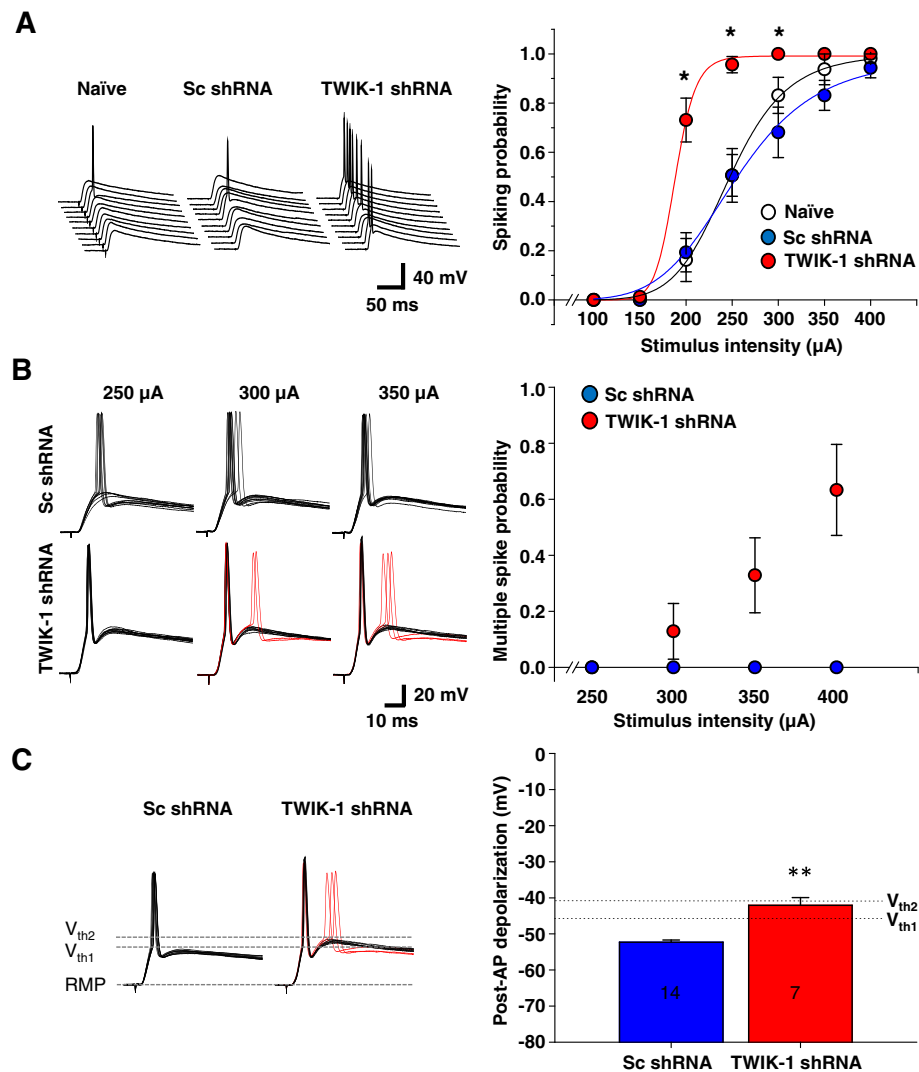 A
Naïve Sc shRNA TWIK-1 shRNA
40 mV
50 ms
Spiking probability
1.0
0.8
0.6
0.4
0.2
0.0
* * *
Naïve
Sc shRNA
TWIK-1 shRNA
100 150 200 250 300 350 400
Stimulus intensity (µA)
B
250 µA 300 µA 350 µA
Sc shRNA
TWIK-1 shRNA
20 mV
10 ms
Multiple spike probability
1.0
0.8
0.6
0.4
0.2
0.0
Sc shRNA
TWIK-1 shRNA
250 300 350 400
Stimulus intensity (µA)
C
Sc shRNA TWIK-1 shRNA
Vth2
Vth1
RMP
Post-AP depolarization (mV)
0
-10
-20
-30
-40
-50
-60
-70
-80
**
Vth2
Vth1
14 7
Sc shRNA TWIK-1 shRNA